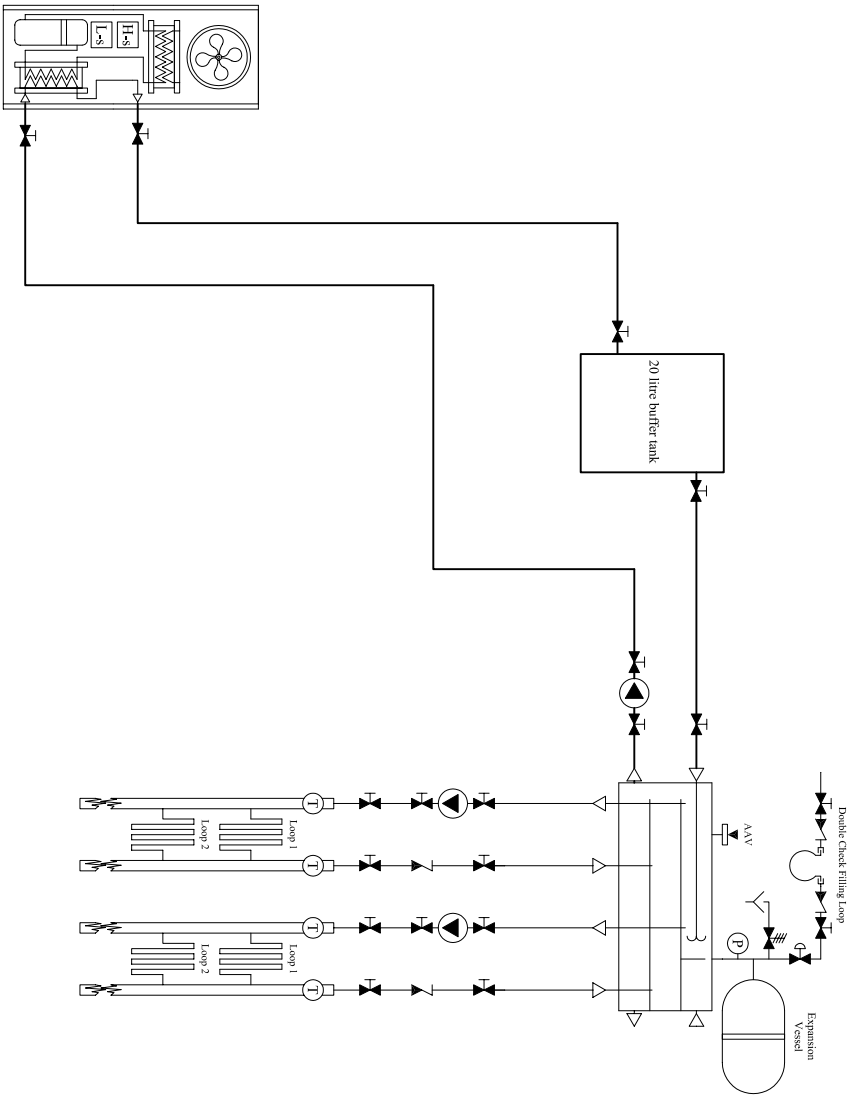 H-s
L-s
20 litre buffer tank
Double Check Filling Loop
AAV
P
Expansion
Vessel
T
T
T
T
Loop 1
Loop 2
Loop 1
Loop 2